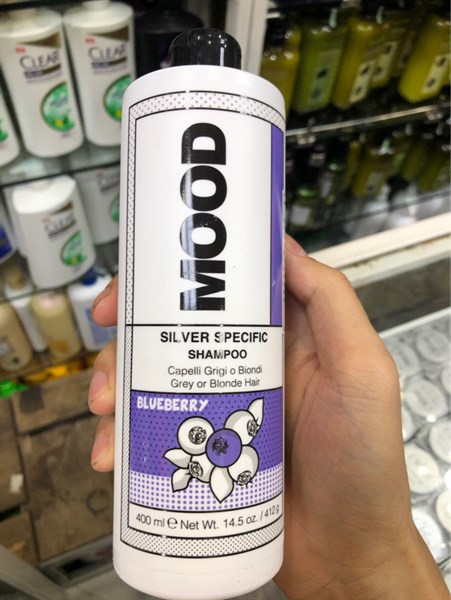 MOOD
SILVER SPECIFIC
SHAMPOO
Capelli Grigi o Biondi
Grey or Blonde Hair
BLUEBERRY
400 ml e Net Wt. 14.5 oz. / 412 g
CLEAR
CLEAR
CLEAR